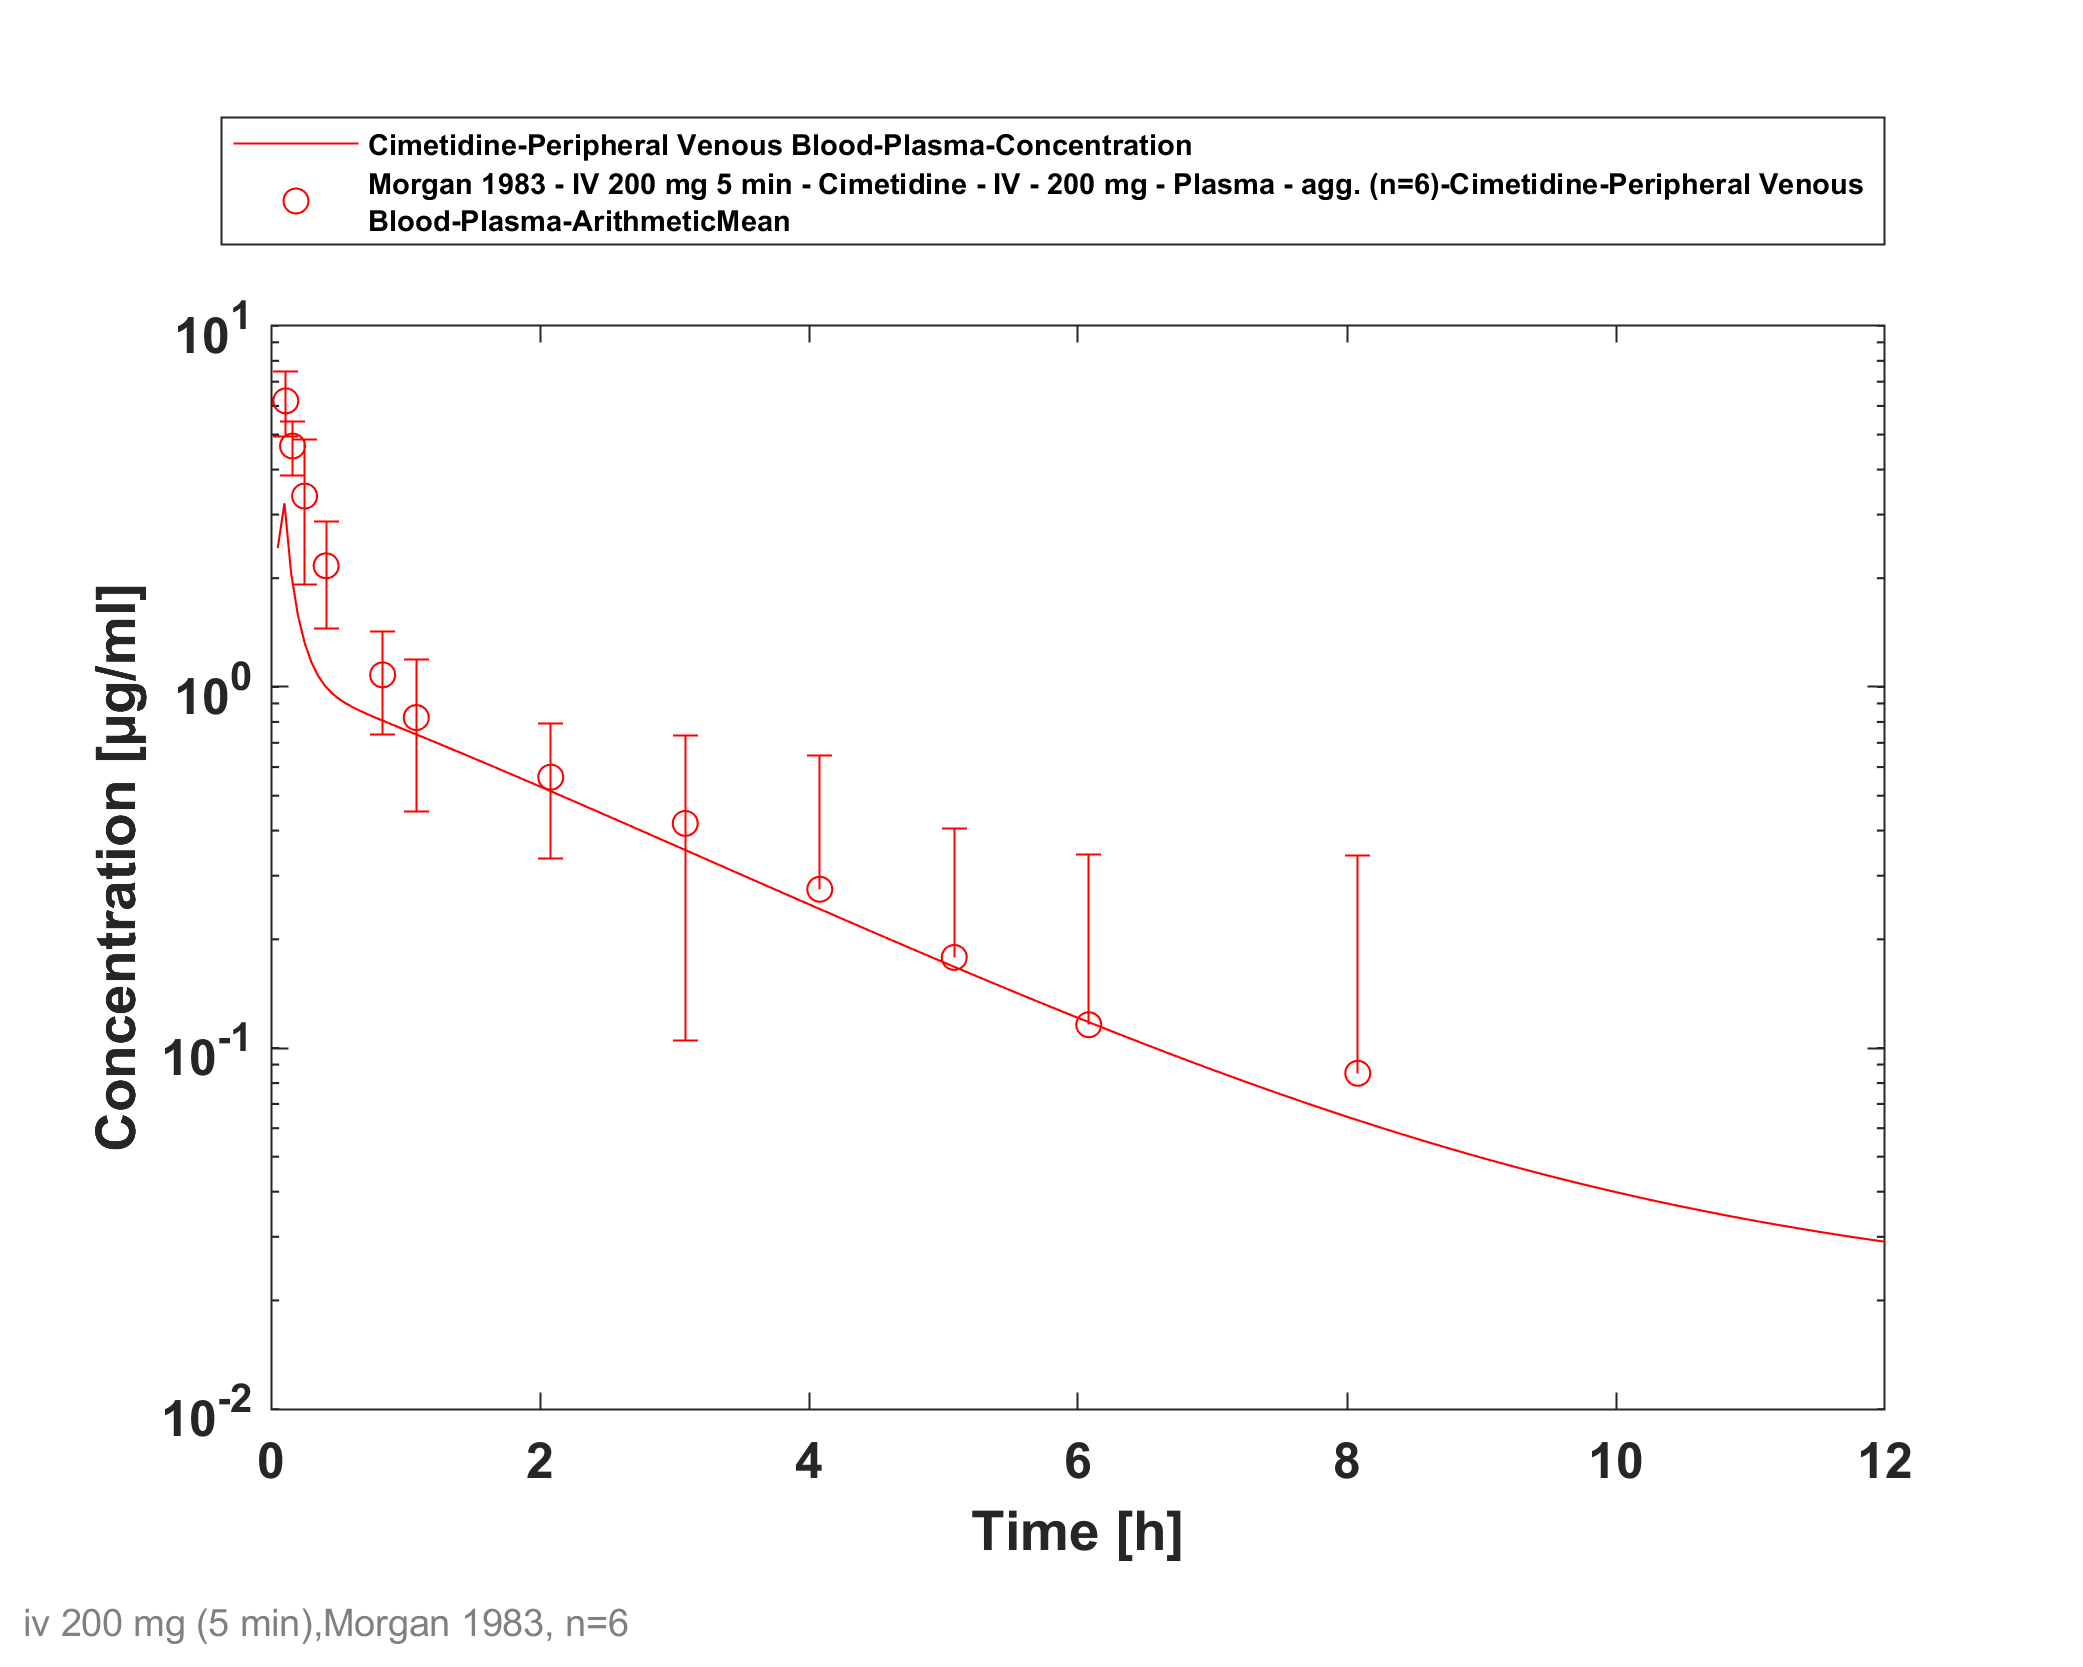 Cimetidine-Peripheral Venous Blood-Plasma-Concentration
Morgan 1983 - IV 200 mg 5 min - Cimetidine - IV - 200 mg - Plasma - agg. (n=6)-Cimetidine-Peripheral Venous
Blood-Plasma-ArithmeticMean
10^1
10^0
10^-1
10^-2
Concentration [µg/ml]
0 2 4 6 8 10 12
Time [h]
iv 200 mg (5 min),Morgan 1983, n=6